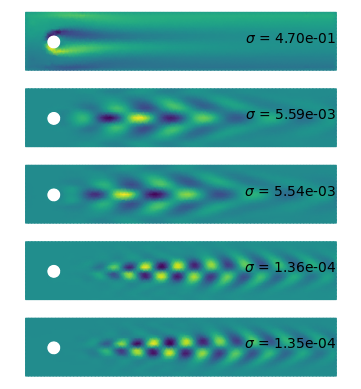 σ = 4.70e-01
σ = 5.59e-03
σ = 5.54e-03
σ = 1.36e-04
σ = 1.35e-04